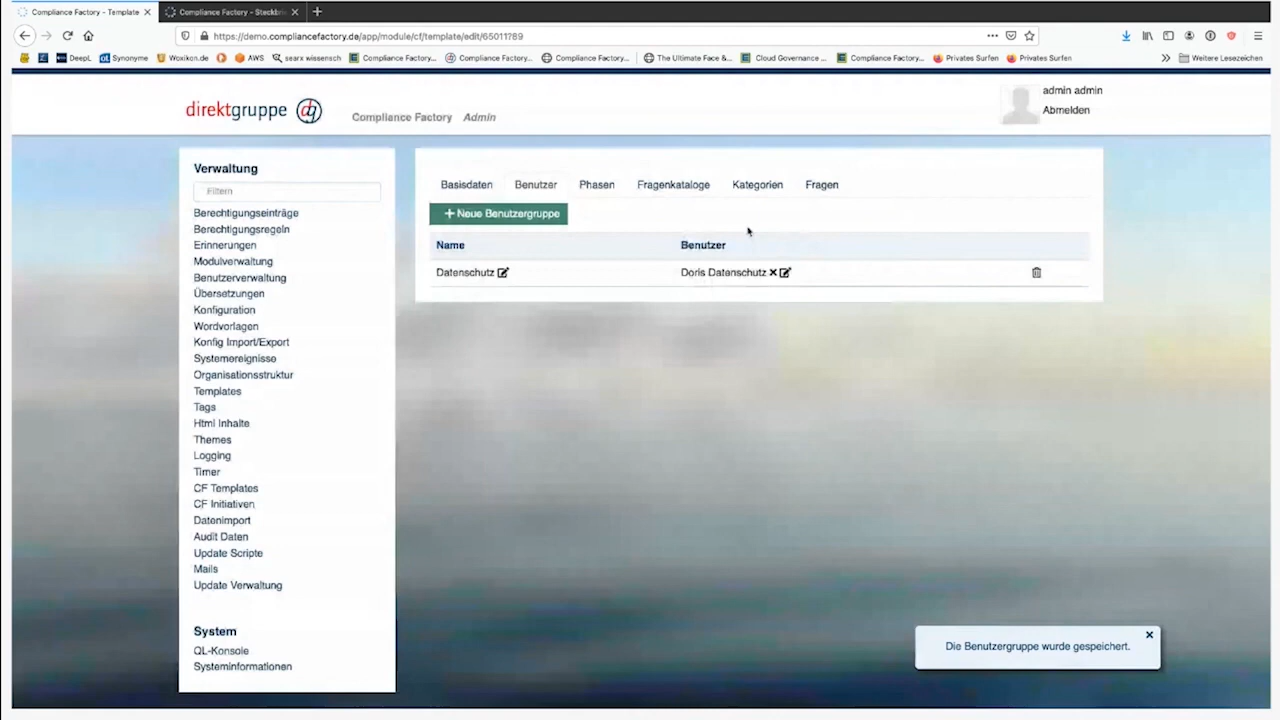 Compliance Factory - Template
Compliance Factory - Steckbri
https://demo.compliancefactory.de/app/module/cf/template/edit/65011789
DeepL
Synonyme
Woxikon.de
AWS
searx wissensch
Compliance Factory...
Compliance Factory...
Compliance Factory...
The Ultimate Face &...
Cloud Governance ...
Compliance Factory...
Privates Surfen
Privates Surfen
Weitere Lesezeichen
direktgruppe dg
Compliance Factory Admin
admin admin
Abmelden
Verwaltung
Filtern
Berechtigungseinträge
Berechtigungsregeln
Erinnerungen
Modulverwaltung
Benutzerverwaltung
Übersetzungen
Konfiguration
Wordvorlagen
Konfig Import/Export
Systemereignisse
Organisationsstruktur
Templates
Tags
Html Inhalte
Themes
Logging
Timer
CF Templates
CF Initiativen
Datenimport
Audit Daten
Update Scripte
Mails
Update Verwaltung
System
QL-Konsole
Systeminformationen
Basisdaten
Benutzer
Phasen
Fragenkataloge
Kategorien
Fragen
+ Neue Benutzergruppe
Name
Benutzer
Datenschutz
Doris Datenschutz
Die Benutzergruppe wurde gespeichert.